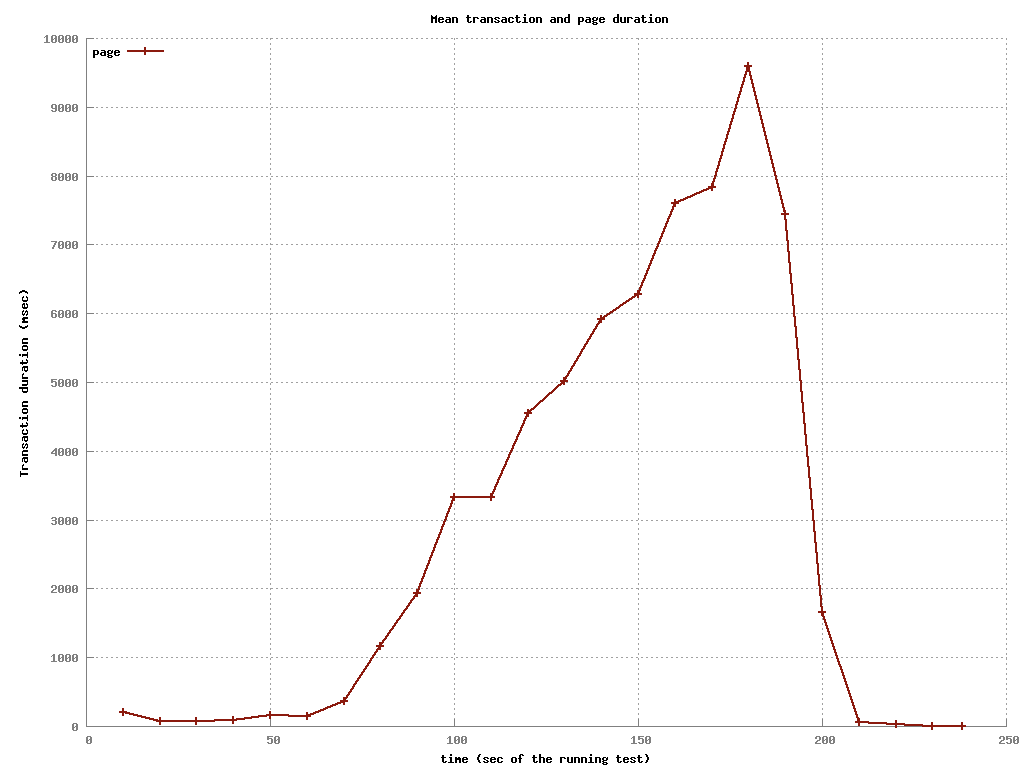 Mean transaction and page duration
page
10000
9000
8000
7000
6000
5000
4000
3000
2000
1000
0
Transaction duration (msec)
0 50 100 150 200 250
time (sec of the running test)